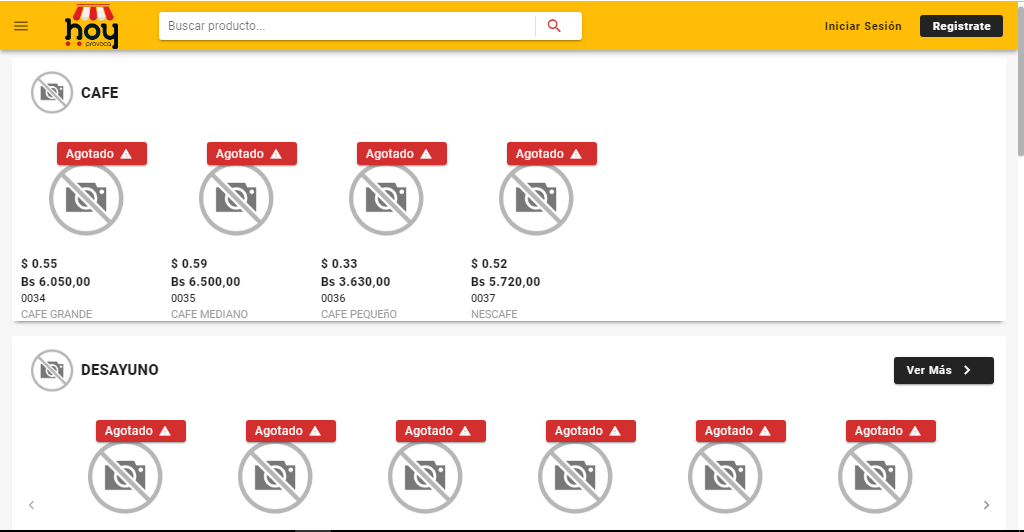 hoy
provoca
Buscar producto...
Iniciar Sesión
Registrate
CAFE
Agotado
Agotado
Agotado
Agotado
$ 0.55
Bs 6.050,00
0034
CAFE GRANDE
$ 0.59
Bs 6.500,00
0035
CAFE MEDIANO
$ 0.33
Bs 3.630,00
0036
CAFE PEQUEñO
$ 0.52
Bs 5.720,00
0037
NESCAFE
DESAYUNO
Ver Más
Agotado
Agotado
Agotado
Agotado
Agotado
Agotado